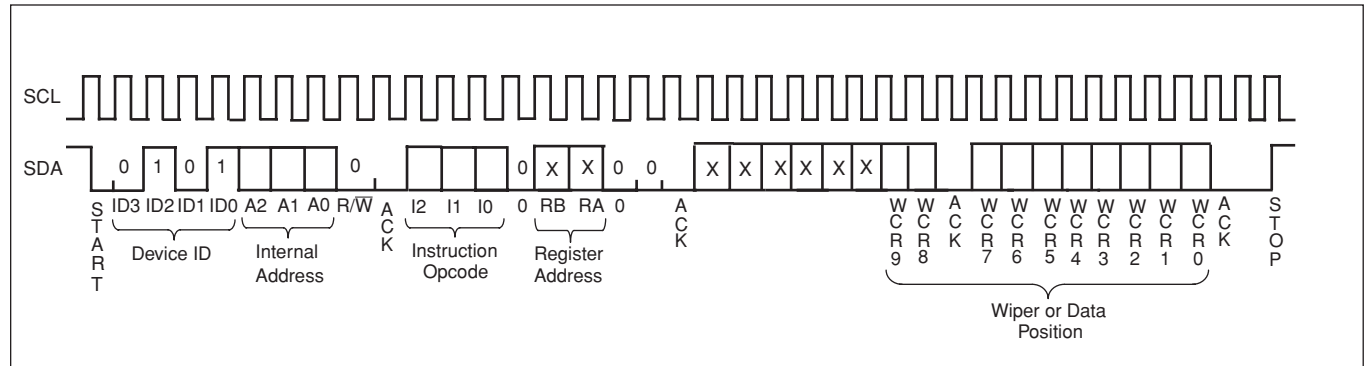 SCL
SDA
0 1 0 1 0 0 X X 0 0 X X X X X X
START
ID3 ID2 ID1 ID0 A2 A1 A0 R/W̅ ACK I2 I1 I0 0 RB RA 0 ACK WCR9 WCR8 ACK WCR7 WCR6 WCR5 WCR4 WCR3 WCR2 WCR1 WCR0 ACK STOP
Device ID
Internal
Address
Instruction
Opcode
Register
Address
Wiper or Data
Position